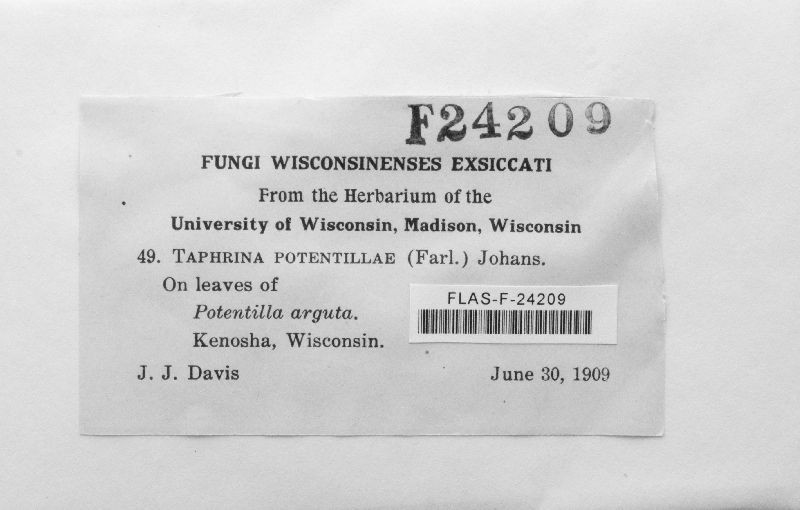 F24209
FUNGI WISCONSINENSES EXSICCATI
From the Herbarium of the
University of Wisconsin, Madison, Wisconsin
49. TAPHRINA POTENTILLAE (Farl.) Johans.
On leaves of
Potentilla arguta.
FLAS-F-24209
Kenosha, Wisconsin.
J. J. Davis June 30, 1909